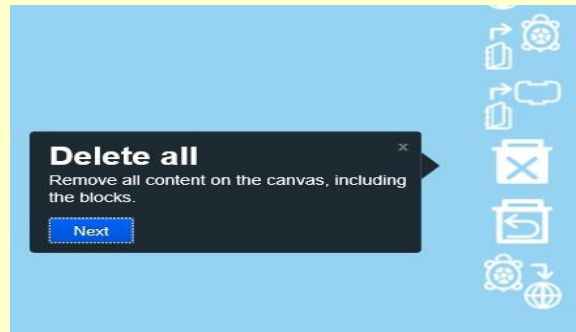 Delete all
x
Remove all content on the canvas, including
the blocks.
Next